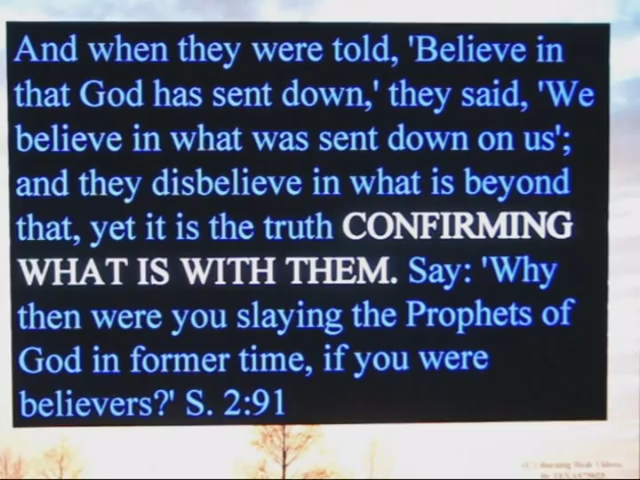 And when they were told, 'Believe in
that God has sent down,' they said, 'We
believe in what was sent down on us';
and they disbelieve in what is beyond
that, yet it is the truth CONFIRMING
WHAT IS WITH THEM. Say: 'Why
then were you slaying the Prophets of
God in former time, if you were
believers?' S. 2:91